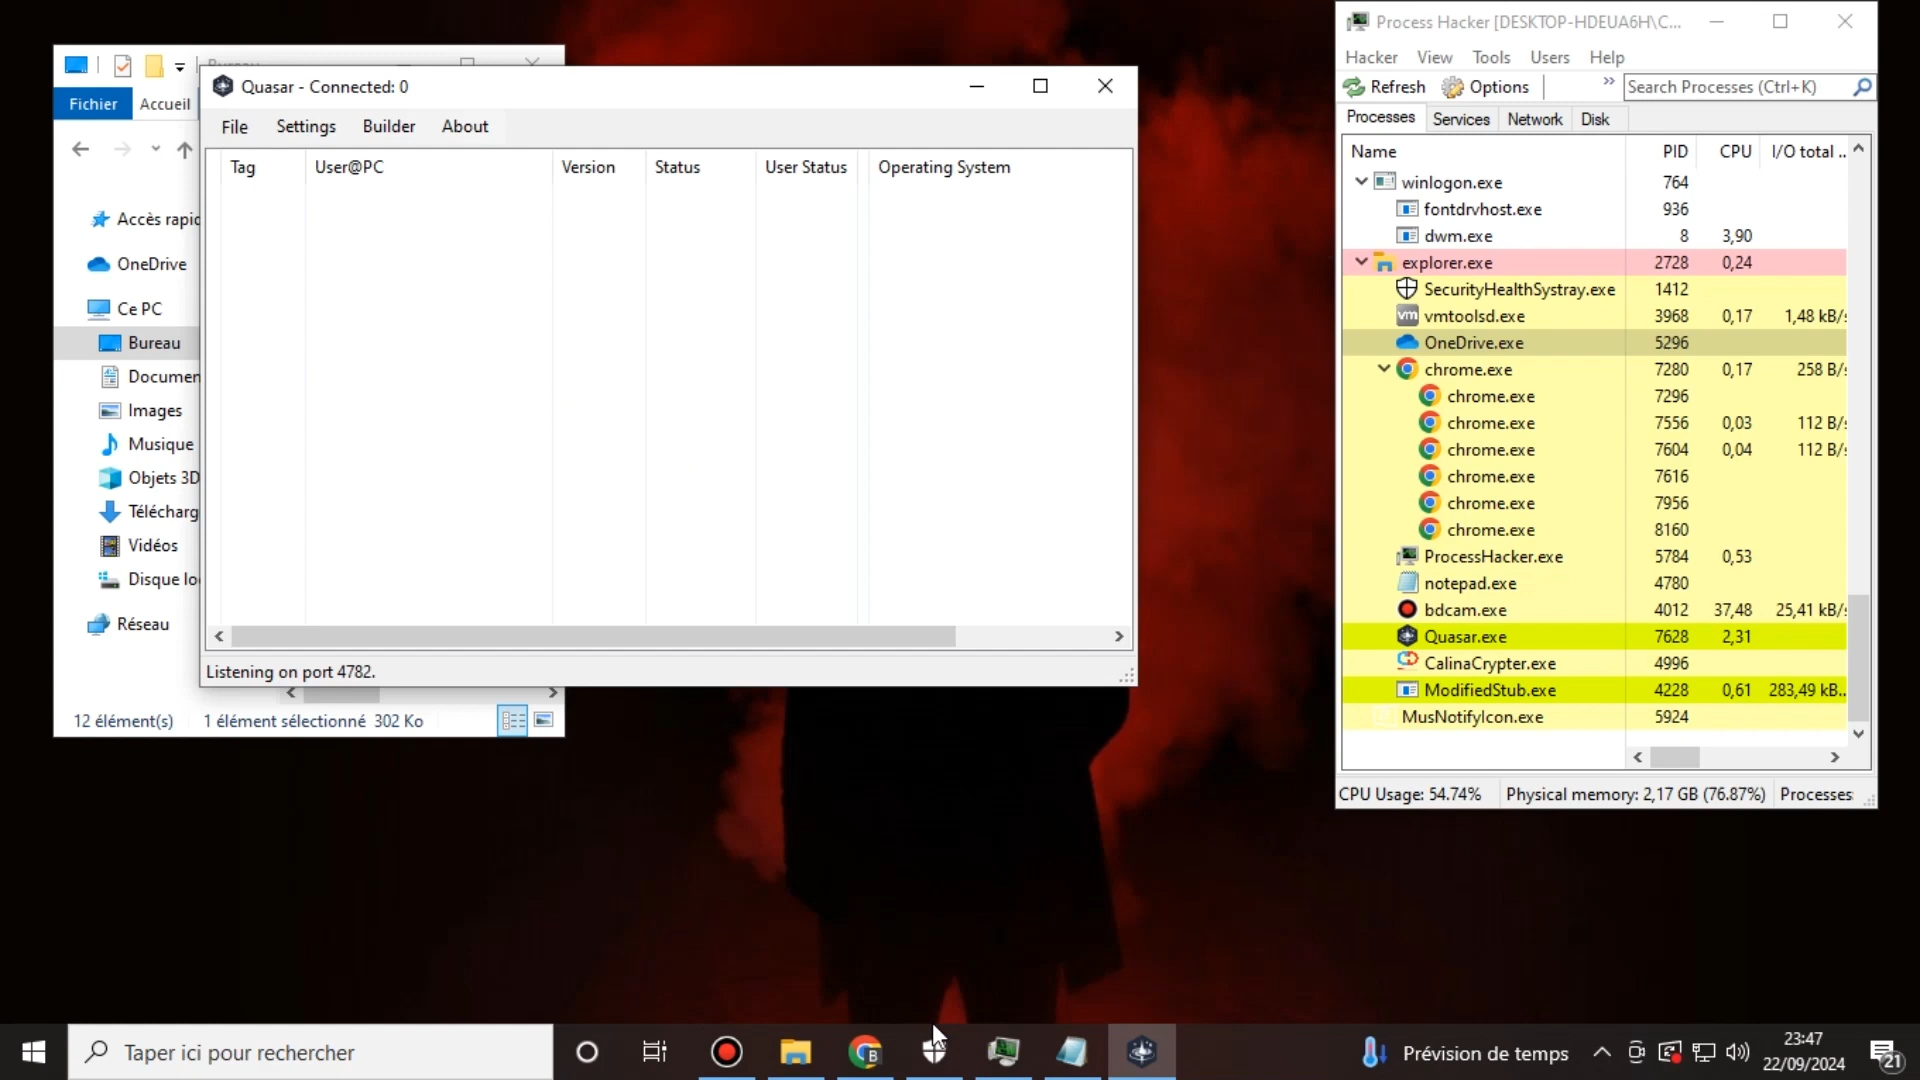 Quasar - Connected: 0
File Settings Builder About
Tag User@PC Version Status User Status Operating System
Listening on port 4782.
Fichier Accueil
Accès rapid
OneDrive
Ce PC
Bureau
Documen
Images
Musique
Objets 3D
Télécharg
Vidéos
Disque lo
Réseau
12 élément(s) 1 élément sélectionné 302 Ko
Process Hacker [DESKTOP-HDEUA6H\C...
Hacker View Tools Users Help
Refresh Options Search Processes (Ctrl+K)
Processes Services Network Disk
Name PID CPU I/O total ..
winlogon.exe 764
fontdrvhost.exe 936
dwm.exe 8 3,90
explorer.exe 2728 0,24
SecurityHealthSystray.exe 1412
vm vmtoolsd.exe 3968 0,17 1,48 kB/s
OneDrive.exe 5296
chrome.exe 7280 0,17 258 B/s
chrome.exe 7296
chrome.exe 7556 0,03 112 B/s
chrome.exe 7604 0,04 112 B/s
chrome.exe 7616
chrome.exe 7956
chrome.exe 8160
ProcessHacker.exe 5784 0,53
notepad.exe 4780
bdcam.exe 4012 37,48 25,41 kB/s
Quasar.exe 7628 2,31
CalinaCrypter.exe 4996
ModifiedStub.exe 4228 0,61 283,49 kB..
MusNotifyIcon.exe 5924
CPU Usage: 54.74% Physical memory: 2,17 GB (76.87%) Processes
Taper ici pour rechercher
B
Prévision de temps
23:47
22/09/2024
21